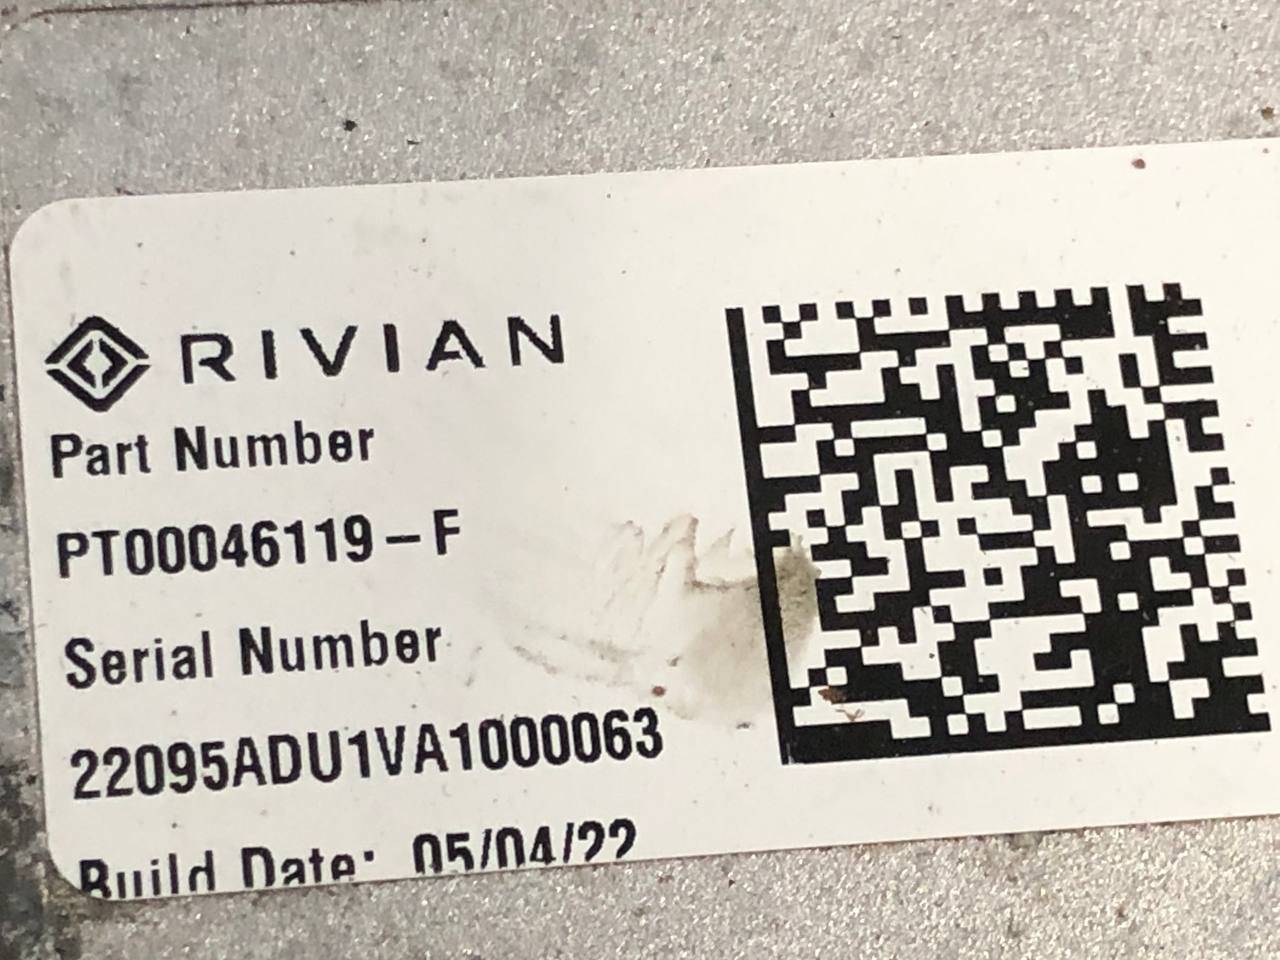 RIVIAN
Part Number
PT00046119-F
Serial Number
22095ADU1VA1000063
Build Date: 05/04/22